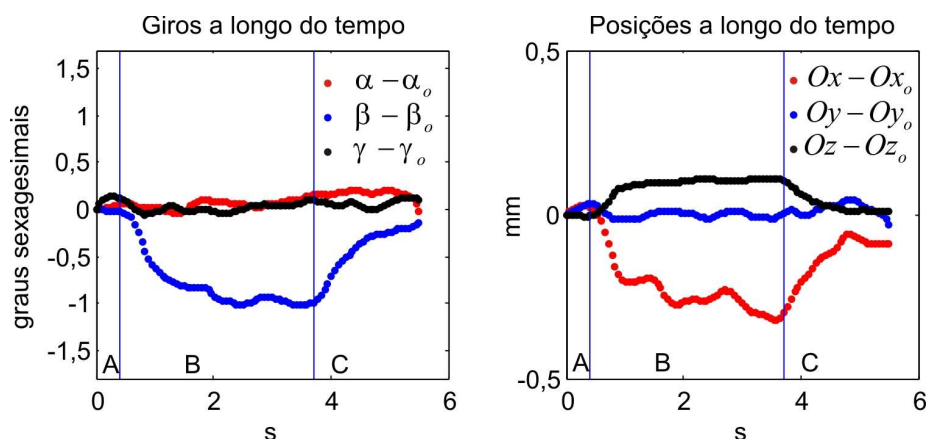 Giros a longo do tempo
1,5
1
0.5
0
-0.5
-1
-1,5
graus sexagesimais
α − αₒ
β − βₒ
γ − γₒ
A
B
C
0
2
4
6
s
Posições a longo do tempo
0,5
0
-0,5
mm
Ox − Oxₒ
Oy − Oyₒ
Oz − Ozₒ
A
B
C
0
2
4
6
s